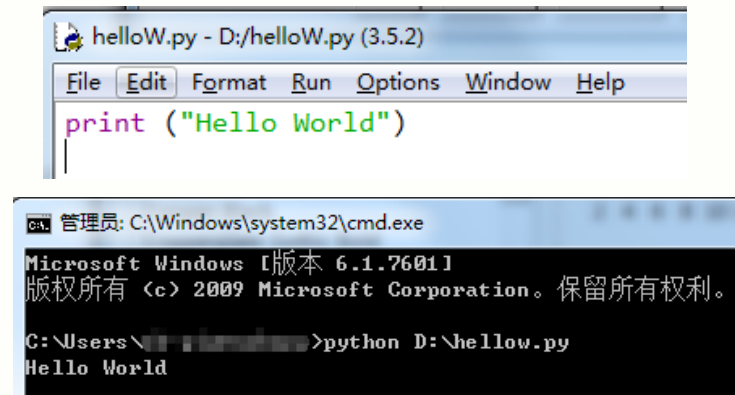 helloW.py - D:/helloW.py (3.5.2)
File Edit Format Run Options Window Help
print ("Hello World")
管理员: C:\Windows\system32\cmd.exe
Microsoft Windows [版本 6.1.7601]
版权所有 (c) 2009 Microsoft Corporation。保留所有权利。
C:\Users\ >python D:\hellow.py
Hello World